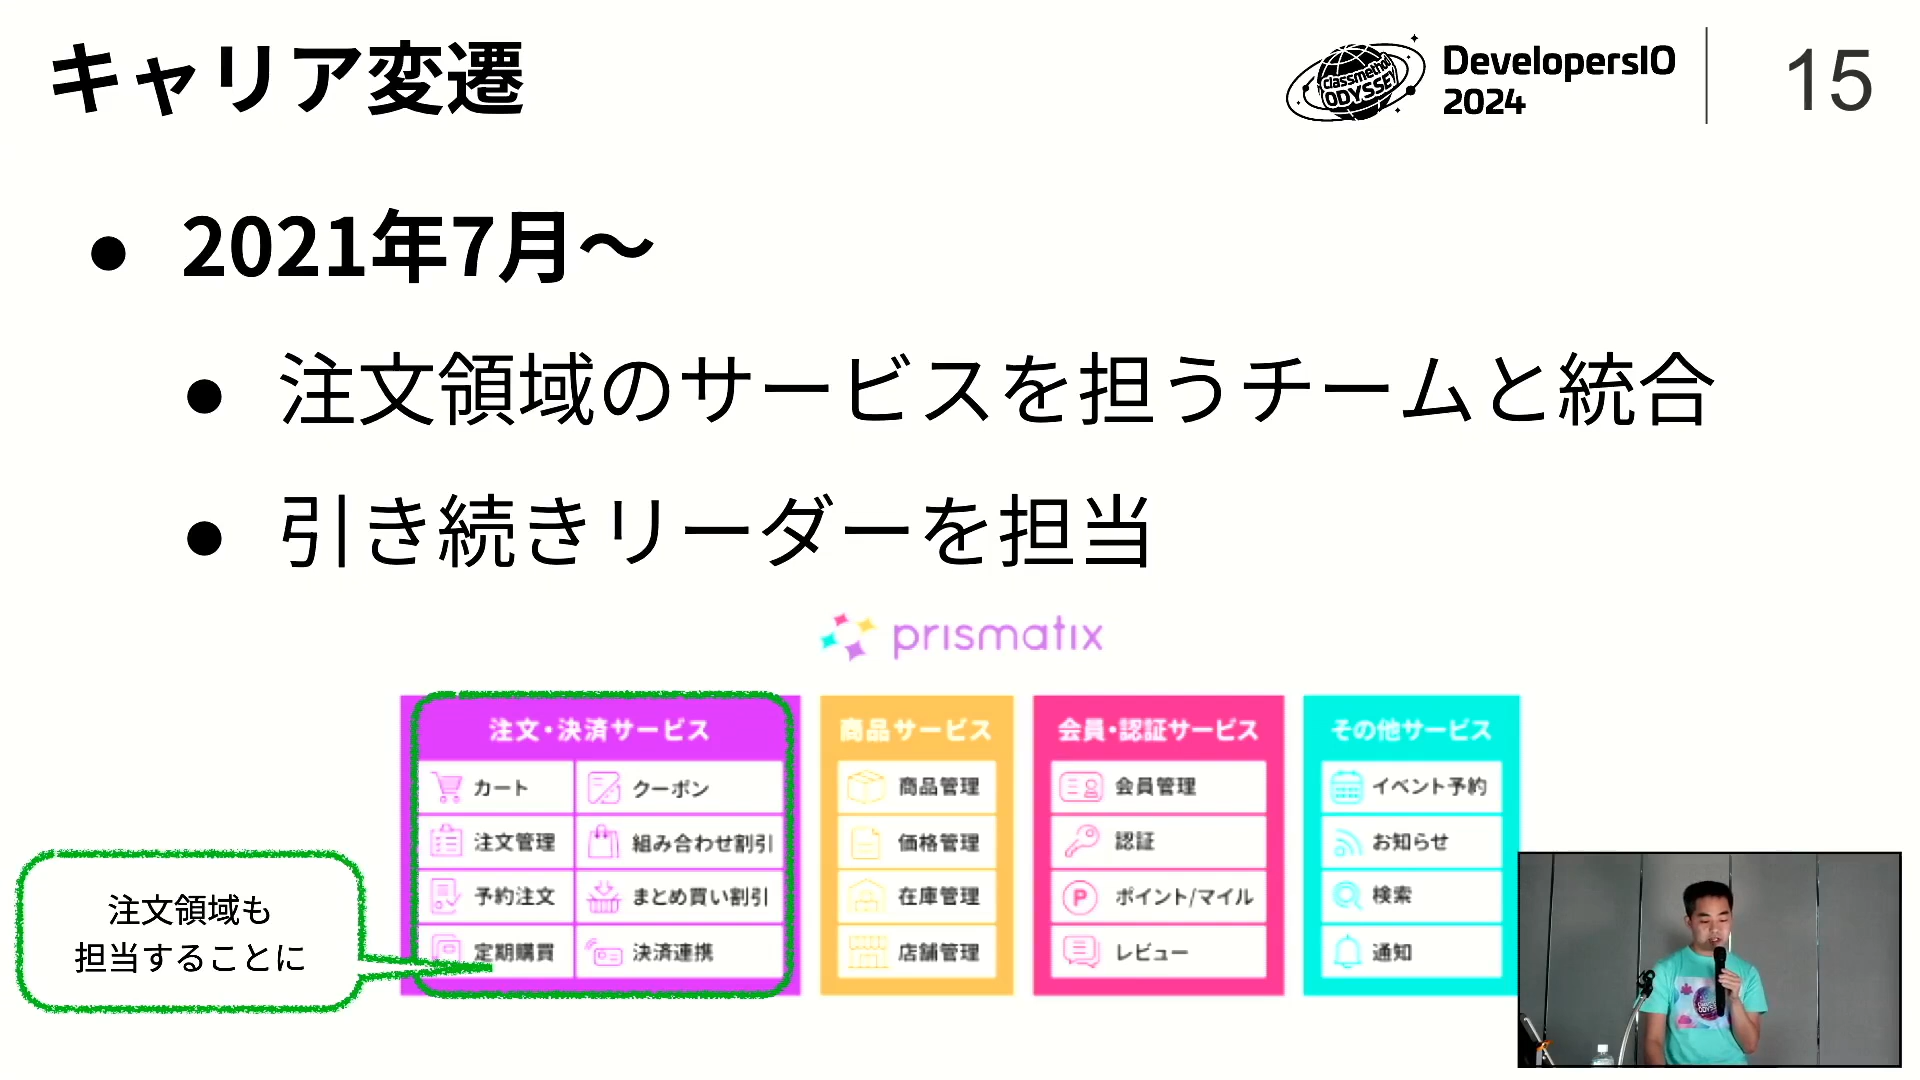 キャリア変遷
Classmethod
ODYSSEY
DevelopersIO
2024
15
2021年7月〜
注文領域のサービスを担うチームと統合
引き続きリーダーを担当
prismatix
注文・決済サービス
カート
クーポン
注文管理
組み合わせ割引
予約注文
まとめ買い割引
定期購買
決済連携
商品サービス
商品管理
価格管理
在庫管理
店舗管理
会員・認証サービス
会員管理
認証
P
ポイント/マイル
レビュー
その他サービス
イベント予約
お知らせ
検索
通知
注文領域も
担当することに